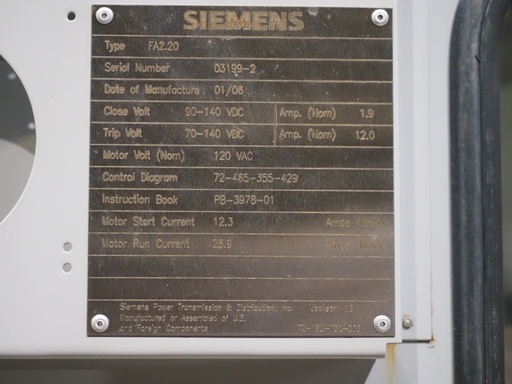 SIEMENS
Type FA2.20
Serial Number 03199-2
Date of Manufacture 01/08
Close Volt 90-140 VDC Amp. (Nom) 1.9
Trip Volt 70-140 VDC Amp. (Nom) 12.0
Motor Volt (Nom) 120 VAC
Control Diagram 72-465-355-429
Instruction Book PB-3978-01
Motor Start Current 12.3 Amps
Motor Run Current 25.9 Amps
Siemens Power Transmission & Distribution, Inc.
Manufactured or Assembled at U.S.
and Foreign Components